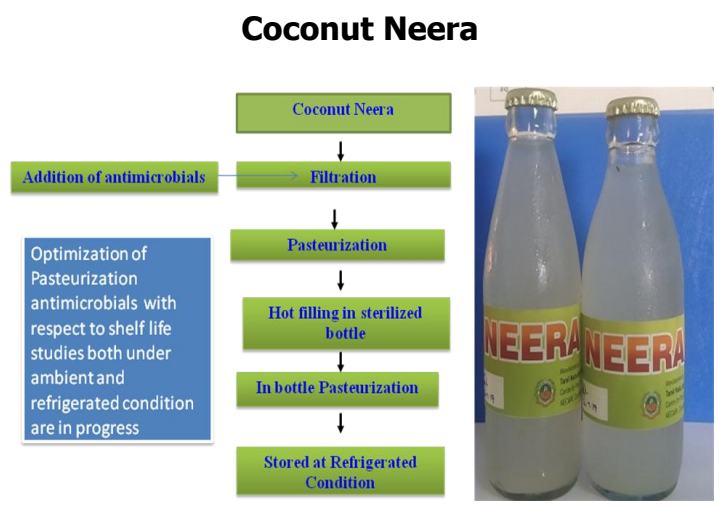 Coconut Neera
Coconut Neera
Addition of antimicrobials
Filtration
Pasteurization
Hot filling in sterilized
bottle
In bottle Pasteurization
Stored at Refrigerated
Condition
Optimization of
Pasteurization
antimicrobials with
respect to shelf life
studies both under
ambient and
refrigerated condition
are in progress
NEERA
NEERA